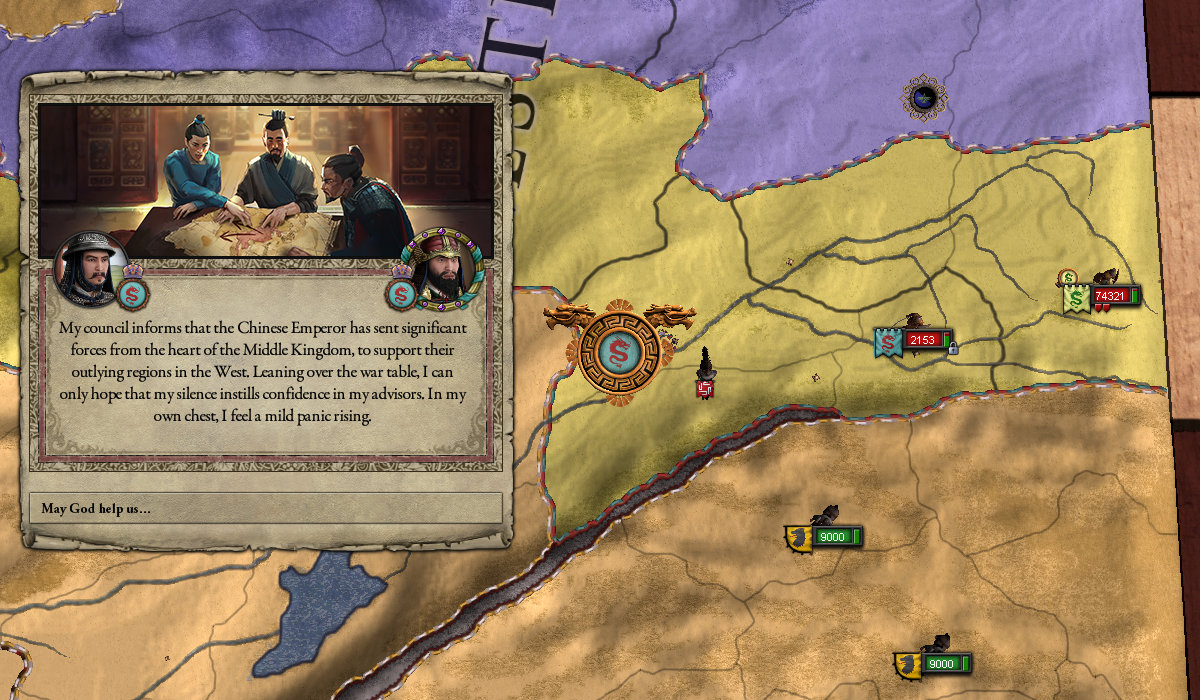 My council informs that the Chinese Emperor has sent significant
forces from the heart of the Middle Kingdom, to support their
outlying regions in the West. Leaning over the war table, I can
only hope that my silence instills confidence in my advisors. In my
own chest, I feel a mild panic rising.
May God help us...
74321
2153
9000
9000